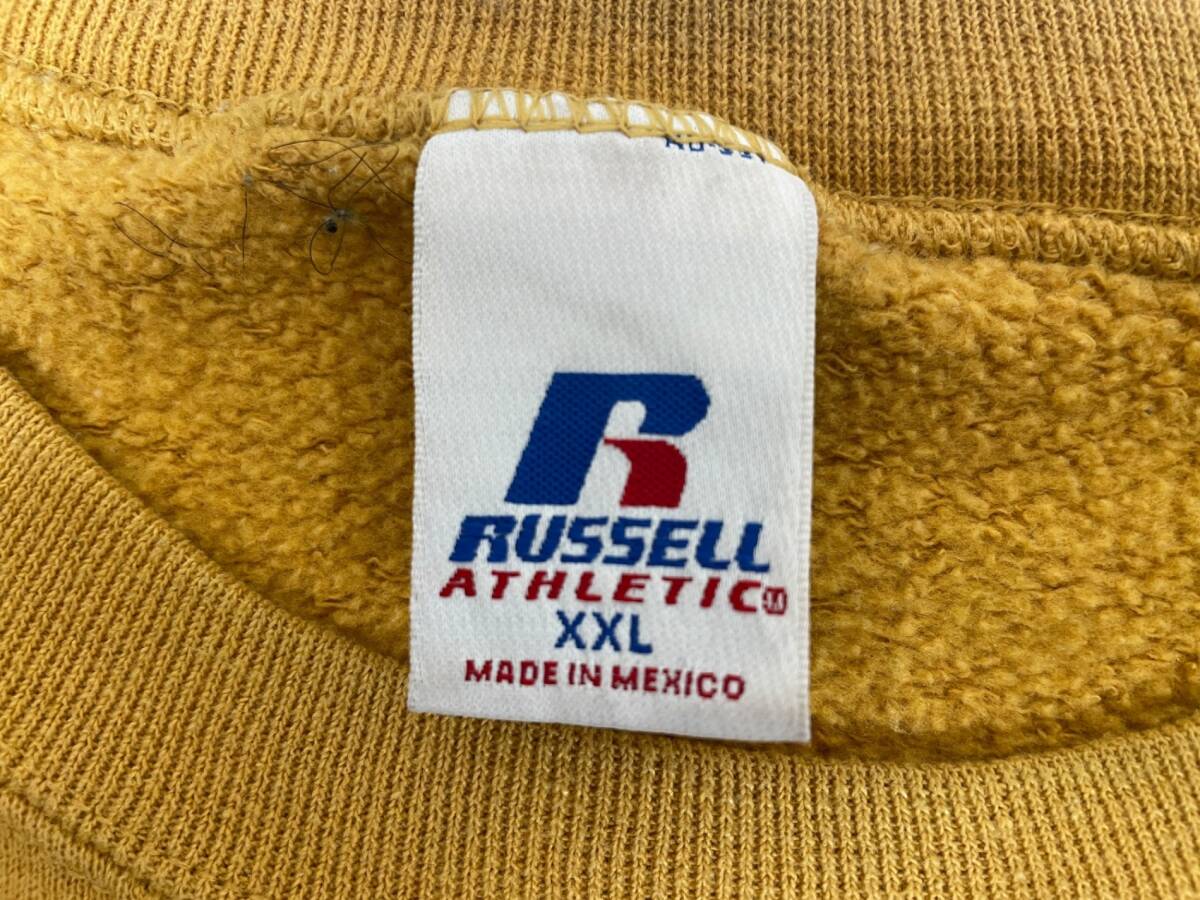 R
RUSSELL
ATHLETIC
XXL
MADE IN MEXICO